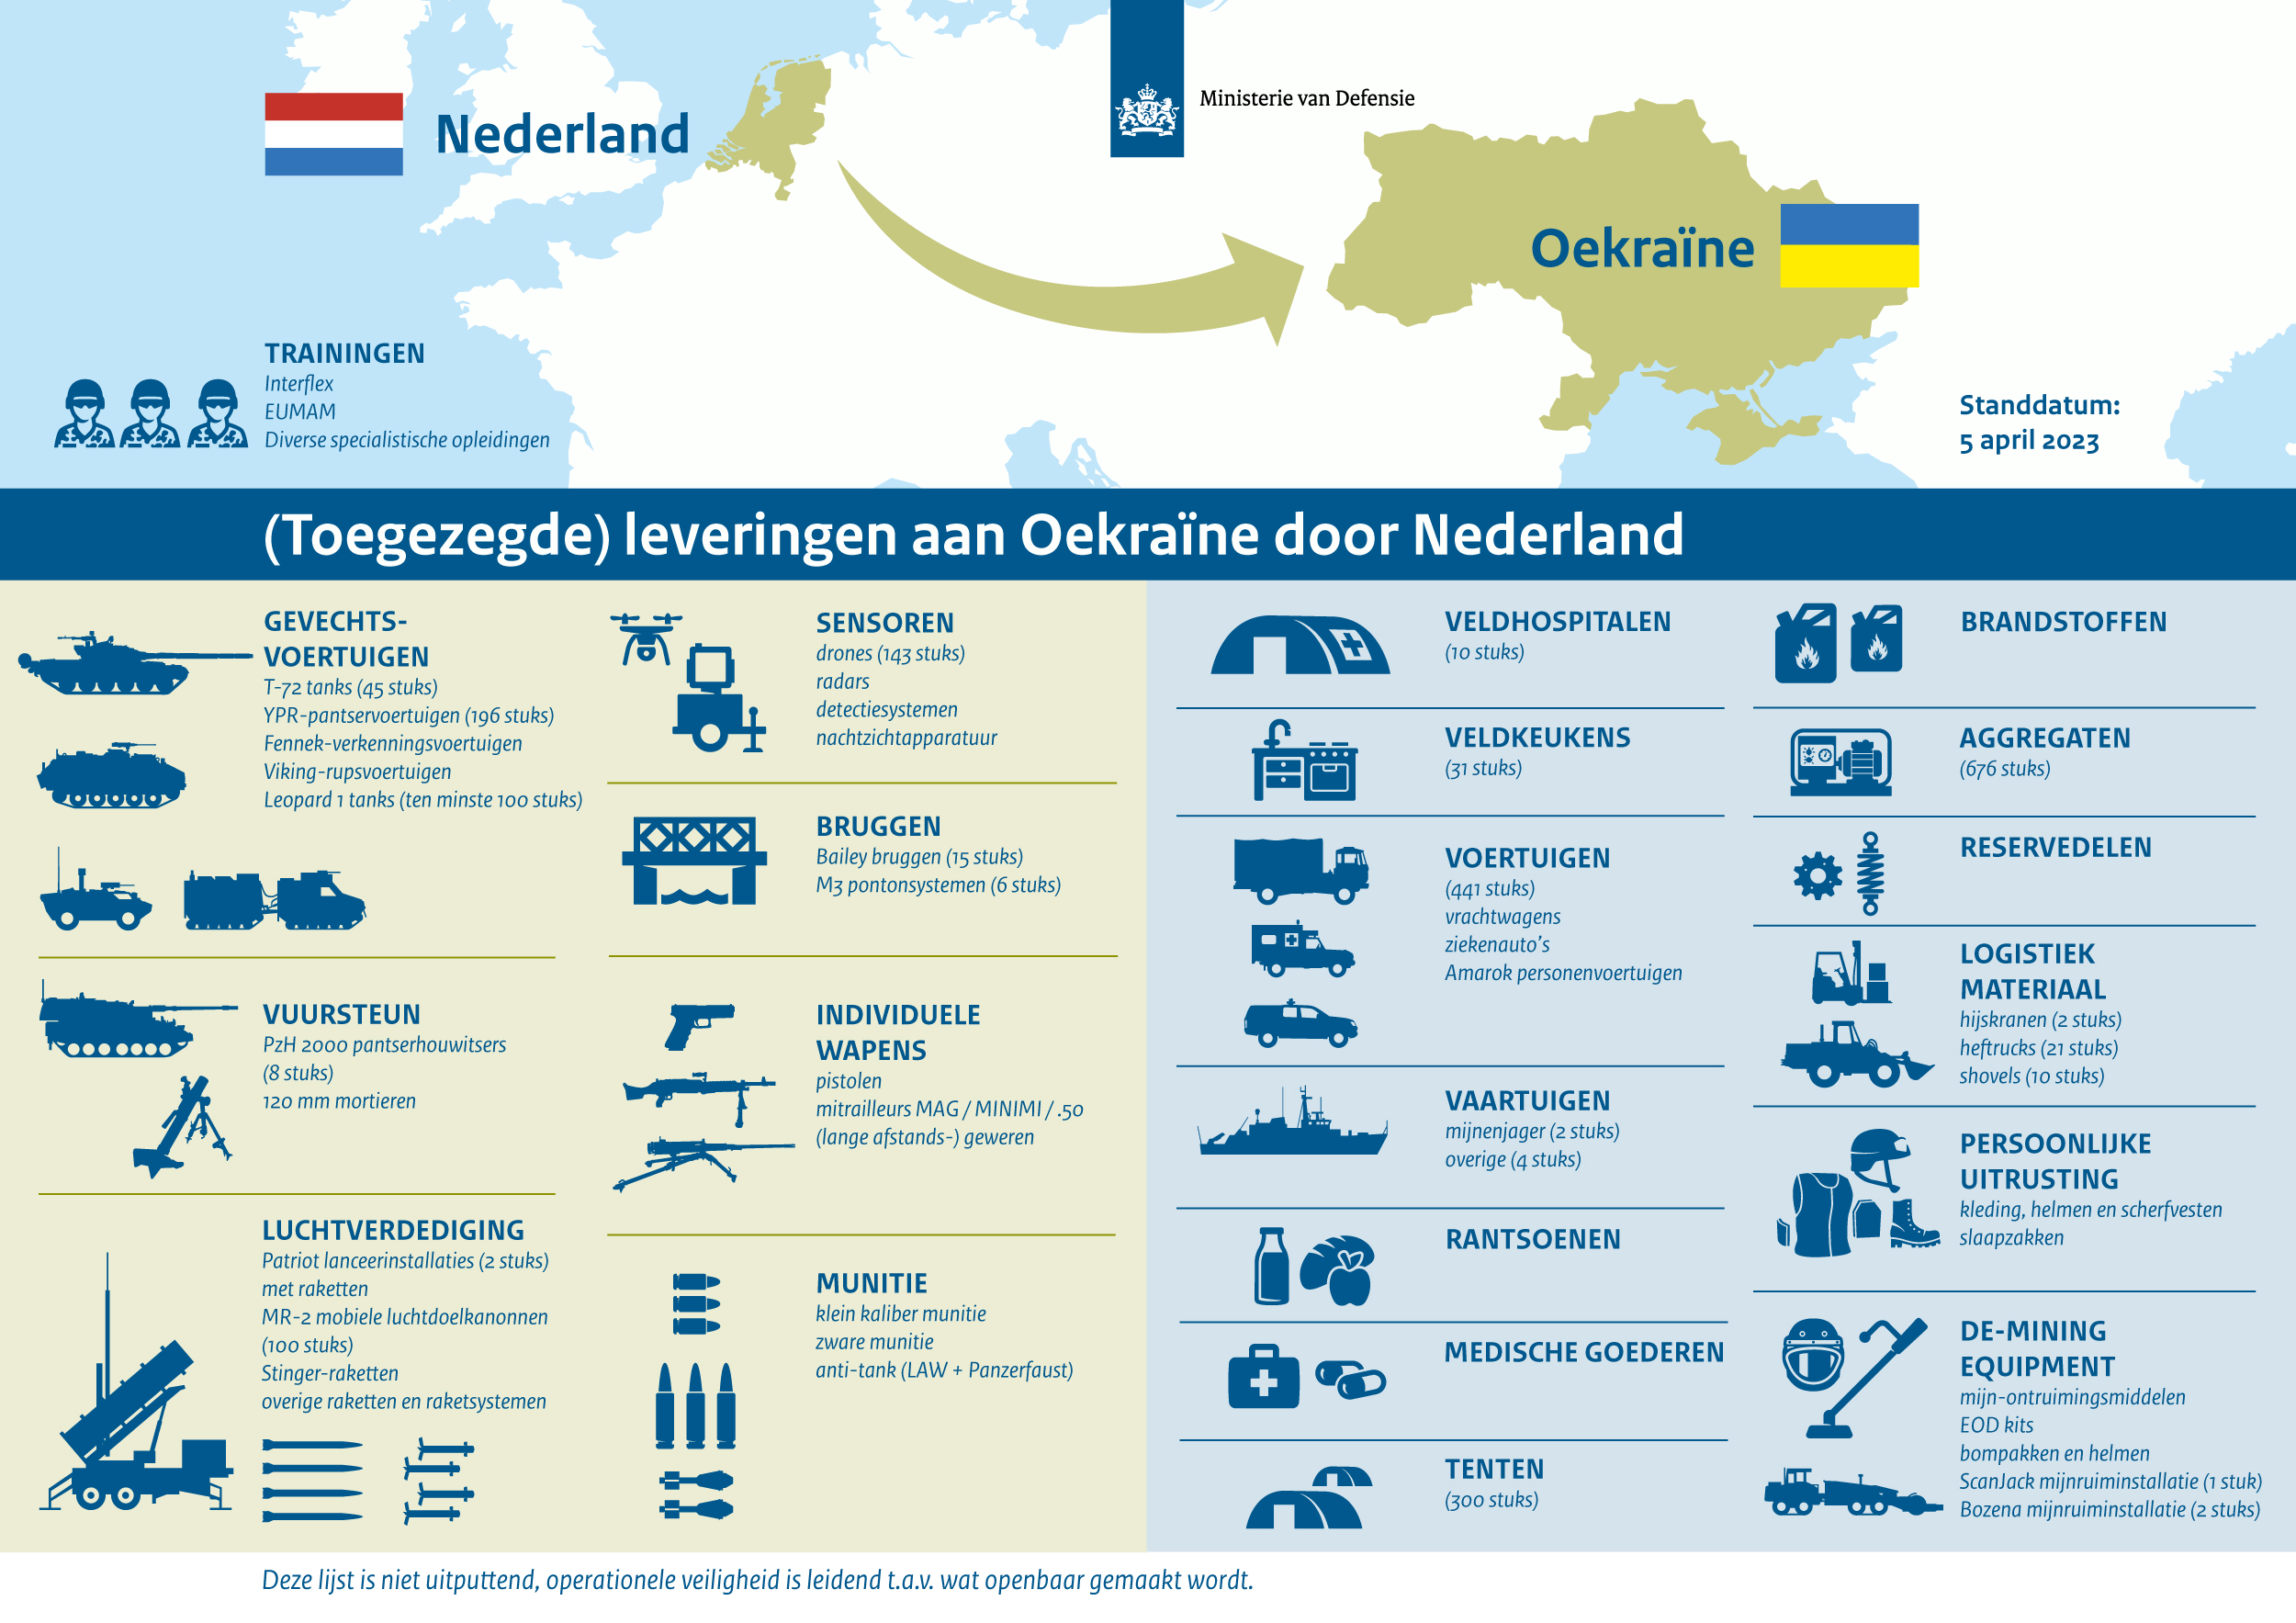 Nederland
Ministerie van Defensie
Oekraïne
TRAININGEN
Interflex
EUMAM
Diverse specialistische opleidingen
Standdatum:
5 april 2023
(Toegezegde) leveringen aan Oekraïne door Nederland
GEVECHTS-
VOERTUIGEN
T-72 tanks (45 stuks)
YPR-pantservoertuigen (196 stuks)
Fennek-verkenningsvoertuigen
Viking-rupsvoertuigen
Leopard 1 tanks (ten minste 100 stuks)
VUURSTEUN
PzH 2000 pantserhouwitsers
(8 stuks)
120 mm mortieren
LUCHTVERDEDIGING
Patriot lanceerinstallaties (2 stuks)
met raketten
MR-2 mobiele luchtdoelkanonnen
(100 stuks)
Stinger-raketten
overige raketten en raketsystemen
SENSOREN
drones (143 stuks)
radars
detectiesystemen
nachtzichtapparatuur
BRUGGEN
Bailey bruggen (15 stuks)
M3 pontonsystemen (6 stuks)
INDIVIDUELE
WAPENS
pistolen
mitrailleurs MAG / MINIMI / .50
(lange afstands-) geweren
MUNITIE
klein kaliber munitie
zware munitie
anti-tank (LAW + Panzerfaust)
VELDHOSPITALEN
(10 stuks)
VELDKEUKENS
(31 stuks)
VOERTUIGEN
(441 stuks)
vrachtwagens
ziekenauto's
Amarok personenvoertuigen
VAARTUIGEN
mijnenjager (2 stuks)
overige (4 stuks)
RANTSOENEN
MEDISCHE GOEDEREN
TENTEN
(300 stuks)
BRANDSTOFFEN
AGGREGATEN
(676 stuks)
RESERVEDELEN
LOGISTIEK
MATERIAAL
hijskranen (2 stuks)
heftrucks (21 stuks)
shovels (10 stuks)
PERSOONLIJKE
UITRUSTING
kleding, helmen en scherfvesten
slaapzakken
DE-MINING
EQUIPMENT
mijn-ontruimingsmiddelen
EOD kits
bompakken en helmen
ScanJack mijnruiminstallatie (1 stuk)
Bozena mijnruiminstallatie (2 stuks)
Deze lijst is niet uitputtend, operationele veiligheid is leidend t.a.v. wat openbaar gemaakt wordt.